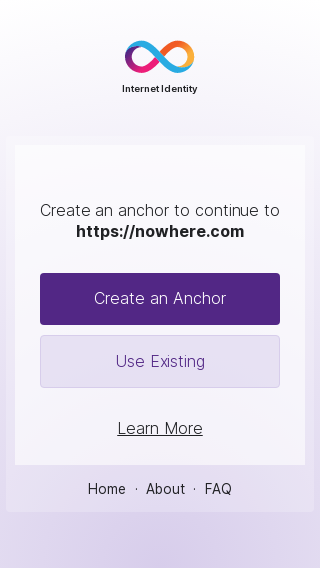 Internet Identity
Create an anchor to continue to
https://nowhere.com
Create an Anchor
Use Existing
Learn More
Home · About · FAQ